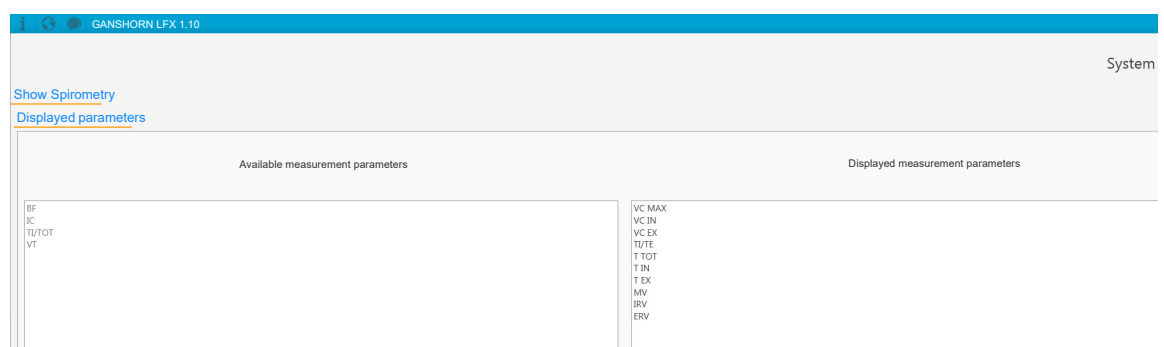 GANSHORN LFX 1.10
System
Show Spirometry
Displayed parameters
Available measurement parameters
Displayed measurement parameters
BF
IC
TI/TOT
VT
VC MAX
VC IN
VC EX
TI/TE
T TOT
T IN
T EX
MV
IRV
ERV